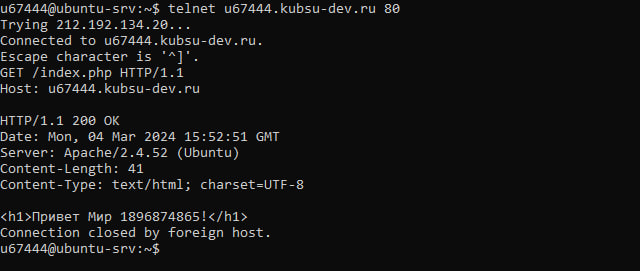 u67444@ubuntu-srv:~$ telnet u67444.kubsu-dev.ru 80
Trying 212.192.134.20...
Connected to u67444.kubsu-dev.ru.
Escape character is '^]'.
GET /index.php HTTP/1.1
Host: u67444.kubsu-dev.ru
HTTP/1.1 200 OK
Date: Mon, 04 Mar 2024 15:52:51 GMT
Server: Apache/2.4.52 (Ubuntu)
Content-Length: 41
Content-Type: text/html; charset=UTF-8
<h1>Привет Мир 1896874865!</h1>
Connection closed by foreign host.
u67444@ubuntu-srv:~$